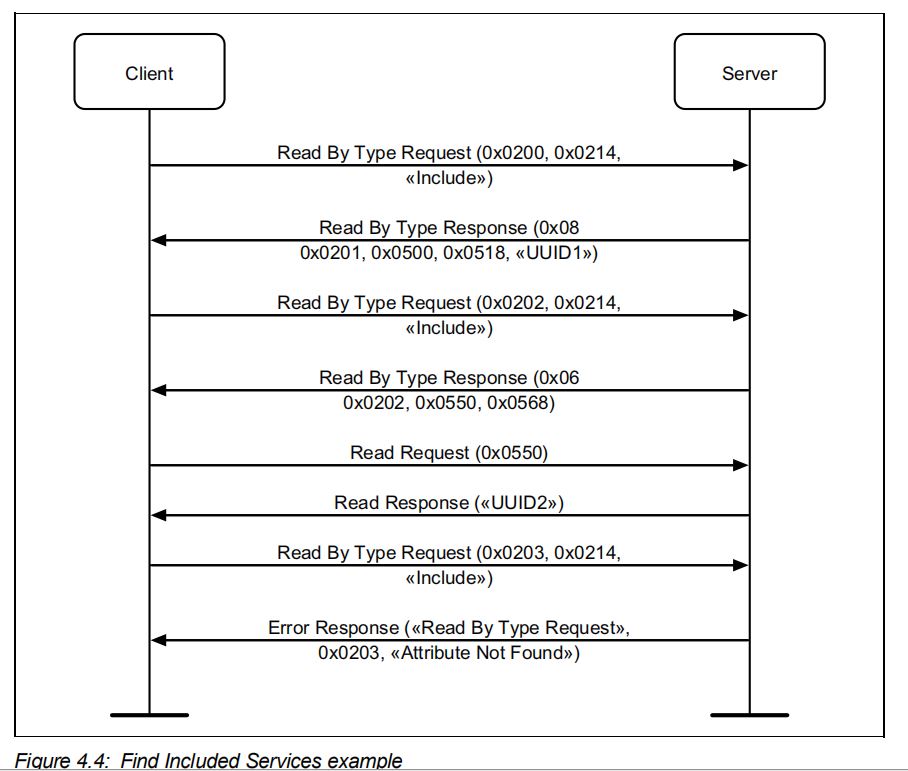 Client
Server
Read By Type Request (0x0200, 0x0214,
«Include»)
Read By Type Response (0x08
0x0201, 0x0500, 0x0518, «UUID1»)
Read By Type Request (0x0202, 0x0214,
«Include»)
Read By Type Response (0x06
0x0202, 0x0550, 0x0568)
Read Request (0x0550)
Read Response («UUID2»)
Read By Type Request (0x0203, 0x0214,
«Include»)
Error Response («Read By Type Request»,
0x0203, «Attribute Not Found»)
Figure 4.4: Find Included Services example